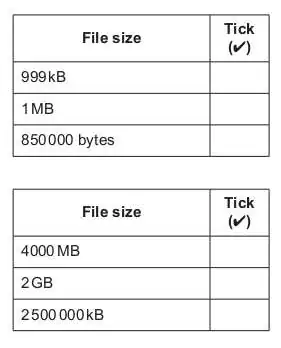 File size Tick
(✔)
999kB
1MB
850000 bytes
File size Tick
(✔)
4000MB
2GB
2500000kB